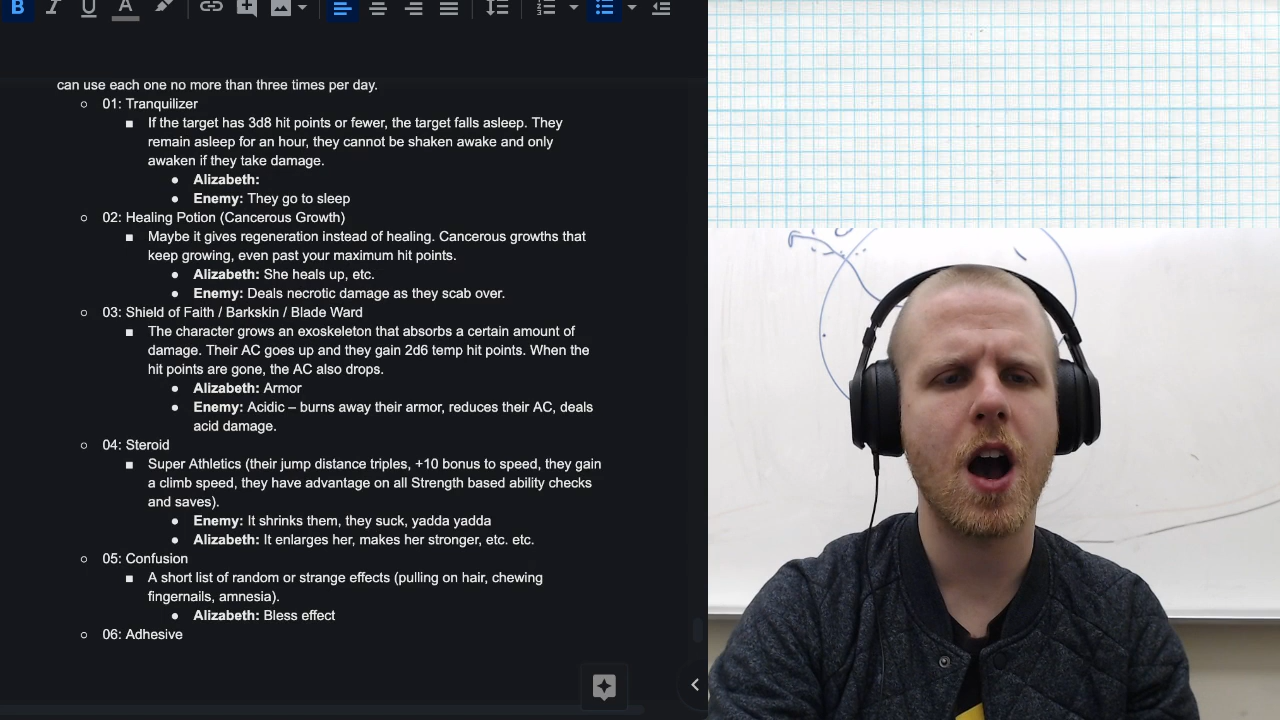 B I U A
can use each one no more than three times per day.
01: Tranquilizer
If the target has 3d8 hit points or fewer, the target falls asleep. They
remain asleep for an hour, they cannot be shaken awake and only
awaken if they take damage.
Alizabeth:
Enemy: They go to sleep
02: Healing Potion (Cancerous Growth)
Maybe it gives regeneration instead of healing. Cancerous growths that
keep growing, even past your maximum hit points.
Alizabeth: She heals up, etc.
Enemy: Deals necrotic damage as they scab over.
03: Shield of Faith / Barkskin / Blade Ward
The character grows an exoskeleton that absorbs a certain amount of
damage. Their AC goes up and they gain 2d6 temp hit points. When the
hit points are gone, the AC also drops.
Alizabeth: Armor
Enemy: Acidic – burns away their armor, reduces their AC, deals
acid damage.
04: Steroid
Super Athletics (their jump distance triples, +10 bonus to speed, they gain
a climb speed, they have advantage on all Strength based ability checks
and saves).
Enemy: It shrinks them, they suck, yadda yadda
Alizabeth: It enlarges her, makes her stronger, etc. etc.
05: Confusion
A short list of random or strange effects (pulling on hair, chewing
fingernails, amnesia).
Alizabeth: Bless effect
06: Adhesive